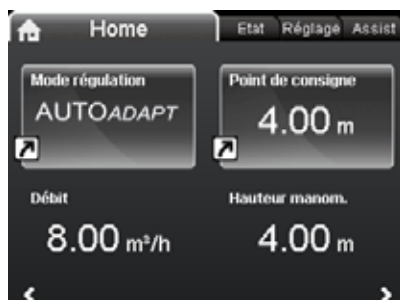 Home Etat Réglage Assist
Mode régulation Point de consigne
AUTOADAPT 4.00 m
Débit Hauteur manom.
8.00 m³/h 4.00 m